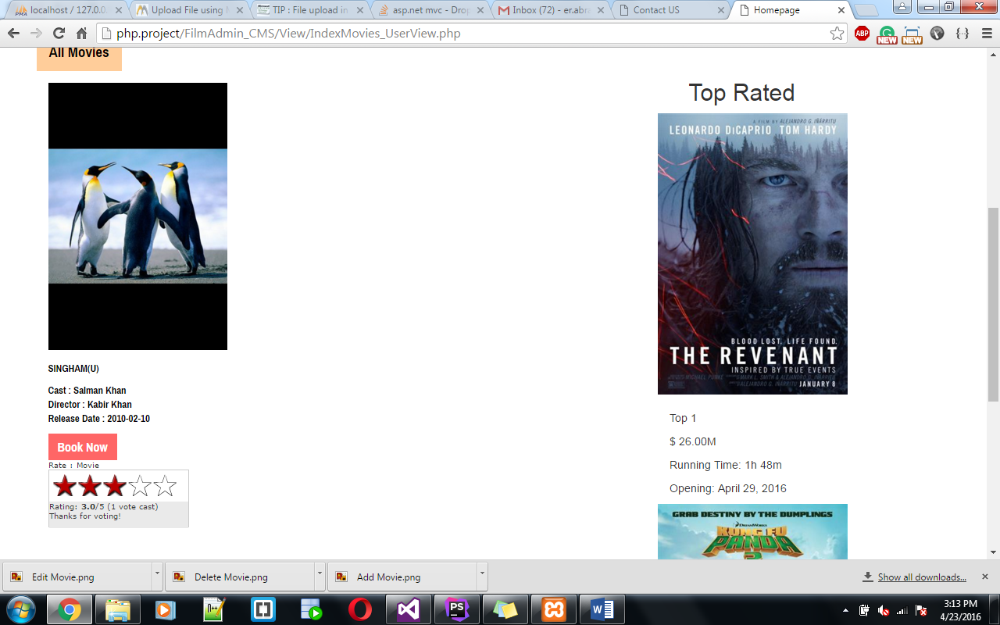 localhost / 127.0.0.
Upload File using M
TIP : File upload in
asp.net mvc - Drop
Inbox (72) - er.abra
Contact US
Homepage
php.project/FilmAdmin_CMS/View/IndexMovies_UserView.php
ABP
NEW
NEW
All Movies
Top Rated
A FILM BY ALEJANDRO G. IÑÁRRITU
LEONARDO DiCAPRIO TOM HARDY
BLOOD LOST. LIFE FOUND.
THE REVENANT
INSPIRED BY TRUE EVENTS
JANUARY 8
SINGHAM(U)
Cast : Salman Khan
Director : Kabir Khan
Release Date : 2010-02-10
Book Now
Rate : Movie
Rating: 3.0/5 (1 vote cast)
Thanks for voting!
Top 1
$ 26.00M
Running Time: 1h 48m
Opening: April 29, 2016
GRAB DESTINY BY THE DUMPLINGS
DreamWorks
KUNG FU
PANDA
3
Edit Movie.png
Delete Movie.png
Add Movie.png
Show all downloads...
3:13 PM
4/23/2016